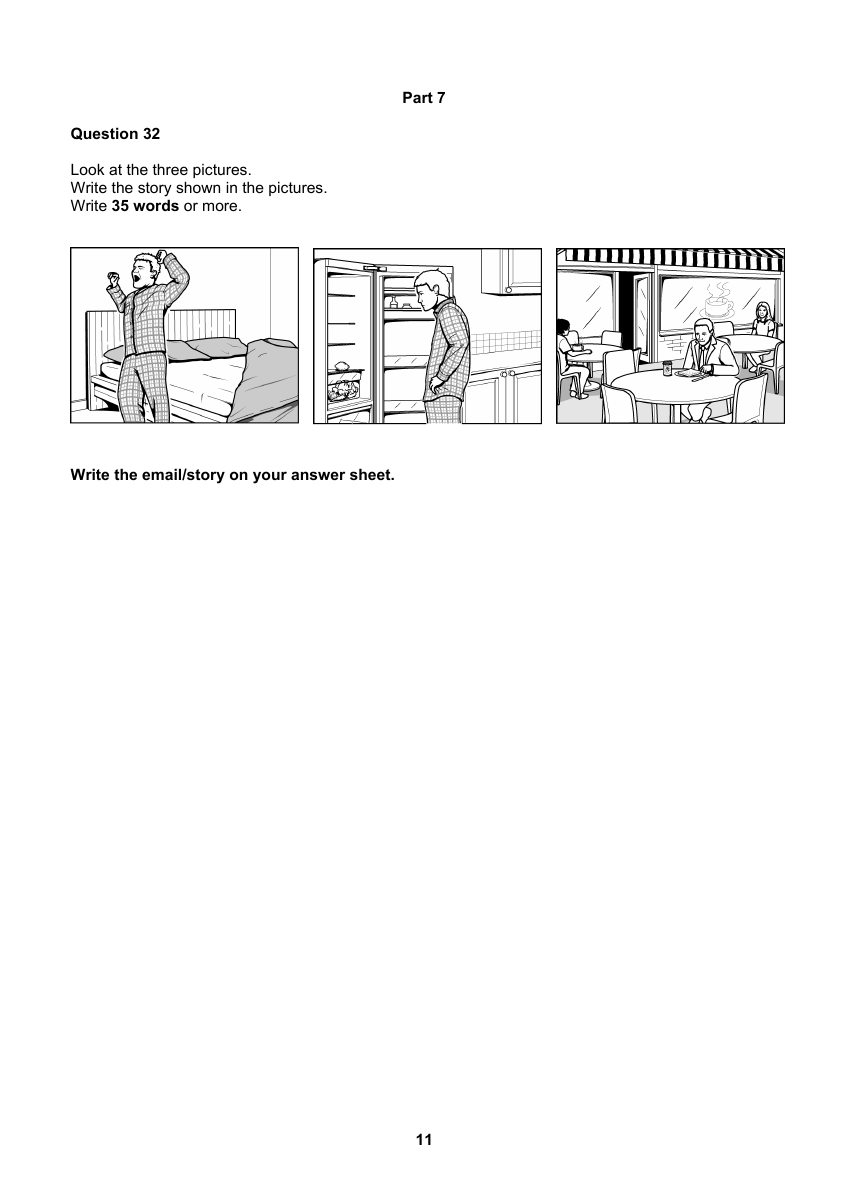 Part 7
Question 32
Look at the three pictures.
Write the story shown in the pictures.
Write 35 words or more.
Write the email/story on your answer sheet.
11